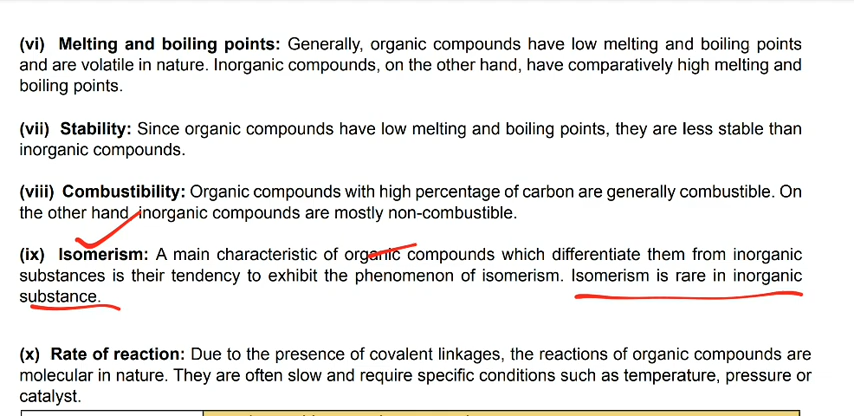 (vi) Melting and boiling points: Generally, organic compounds have low melting and boiling points
and are volatile in nature. Inorganic compounds, on the other hand, have comparatively high melting and
boiling points.
(vii) Stability: Since organic compounds have low melting and boiling points, they are less stable than
inorganic compounds.
(viii) Combustibility: Organic compounds with high percentage of carbon are generally combustible. On
the other hand, inorganic compounds are mostly non-combustible.
(ix) Isomerism: A main characteristic of organic compounds which differentiate them from inorganic
substances is their tendency to exhibit the phenomenon of isomerism. Isomerism is rare in inorganic
substance.
(x) Rate of reaction: Due to the presence of covalent linkages, the reactions of organic compounds are
molecular in nature. They are often slow and require specific conditions such as temperature, pressure or
catalyst.